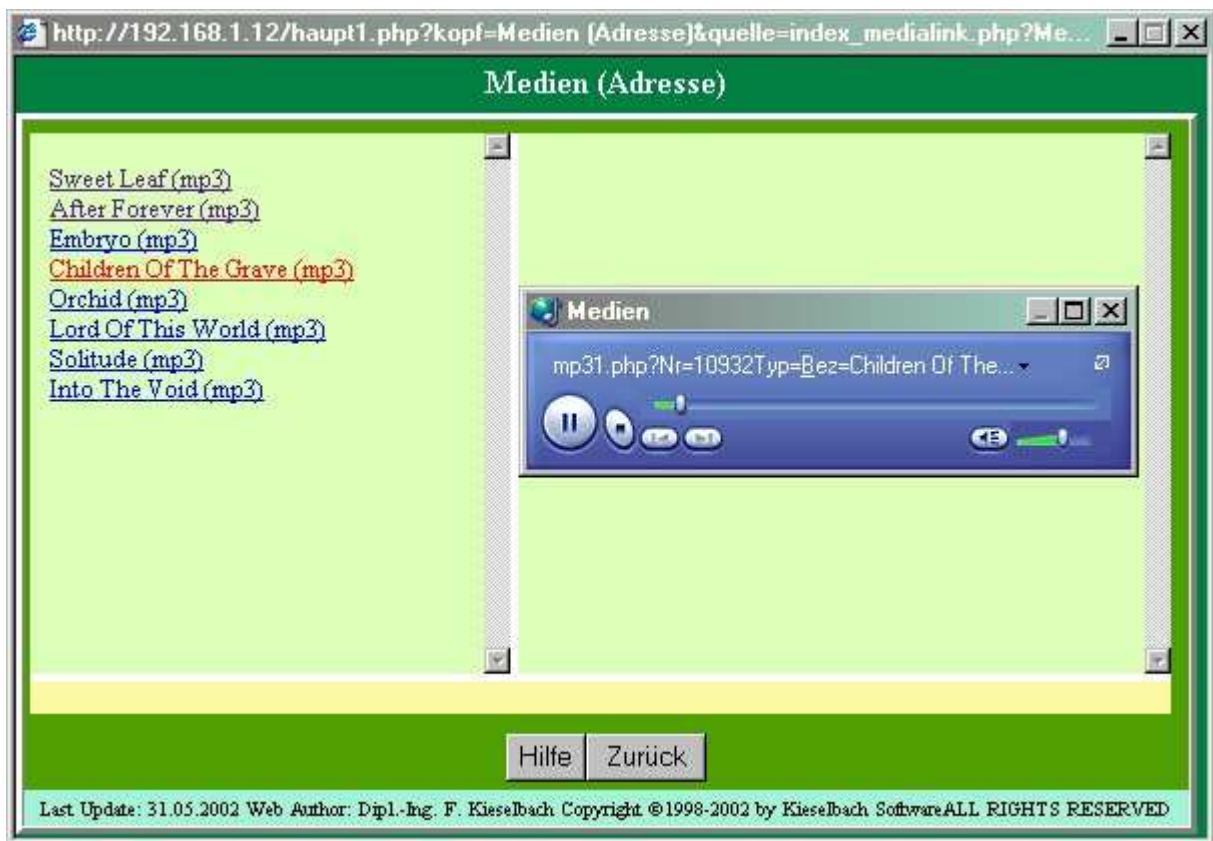 http://192.168.1.12/haupt1.php?kopf=Medien (Adresse)&quelle=index_medialink.php?Me...
Medien (Adresse)
Sweet Leaf (mp3)
After Forever (mp3)
Embryo (mp3)
Children Of The Grave (mp3)
Orchid (mp3)
Lord Of This World (mp3)
Solitude (mp3)
Into The Void (mp3)
Medien
mp31.php?Nr=10932Typ=Bez=Children Of The...
Hilfe
Zurück
Last Update: 31.05.2002 Web Author: Dipl.-Ing. F. Kieselbach Copyright ©1998-2002 by Kieselbach SoftwareALL RIGHTS RESERVED